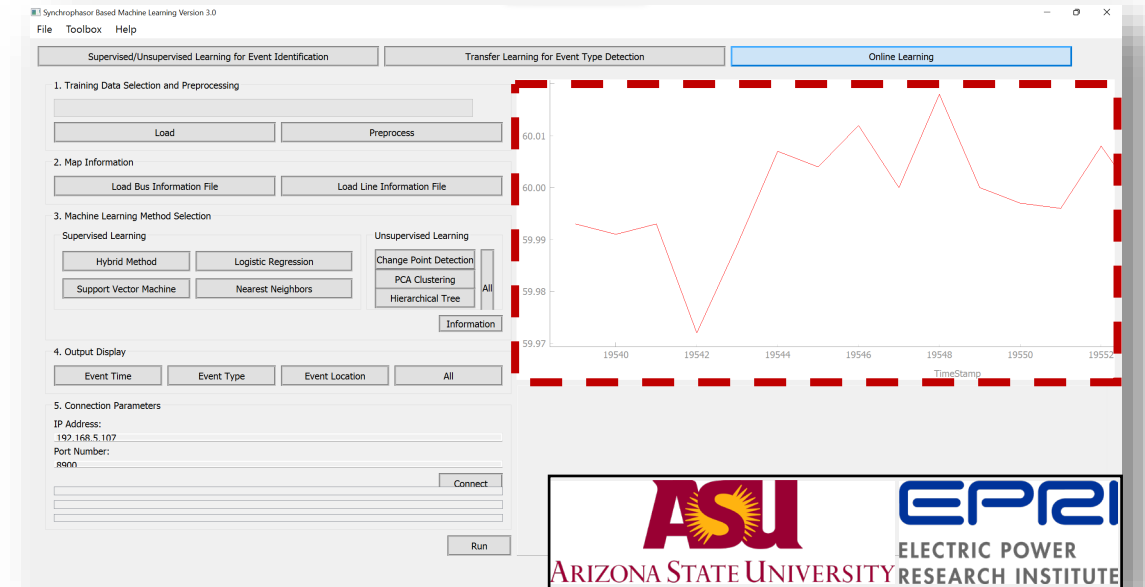 Synchrophasor Based Machine Learning Version 3.0
File Toolbox Help
Supervised/Unsupervised Learning for Event Identification
Transfer Learning for Event Type Detection
Online Learning
1. Training Data Selection and Preprocessing
Load
Preprocess
2. Map Information
Load Bus Information File
Load Line Information File
3. Machine Learning Method Selection
Supervised Learning
Hybrid Method
Logistic Regression
Support Vector Machine
Nearest Neighbors
Unsupervised Learning
Change Point Detection
PCA Clustering
Hierarchical Tree
All
Information
4. Output Display
Event Time
Event Type
Event Location
All
5. Connection Parameters
IP Address:
192.168.5.107
Port Number:
8900
Connect
Run
60.01
60.00
59.99
59.98
59.97
19540 19542 19544 19546 19548 19550 19552
TimeStamp
ASU
ARIZONA STATE UNIVERSITY
EPRI
ELECTRIC POWER
RESEARCH INSTITUTE